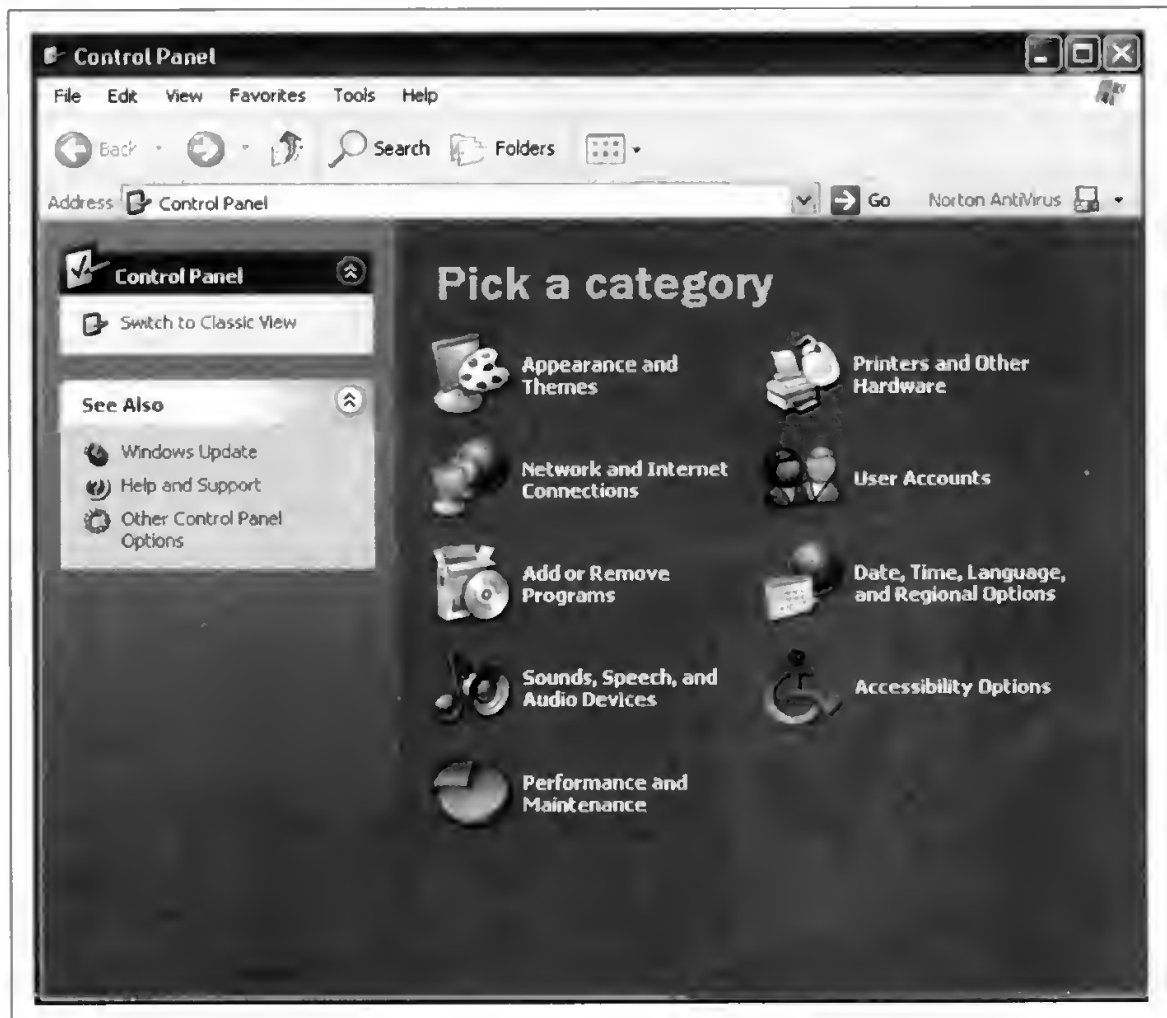 Control Panel
File Edit View Favorites Tools Help
Back Search Folders
Address Control Panel Go Norton AntiVirus
Control Panel
Switch to Classic View
See Also
Windows Update
Help and Support
Other Control Panel
Options
Pick a category
Appearance and
Themes
Printers and Other
Hardware
Network and Internet
Connections
User Accounts
Add or Remove
Programs
Date, Time, Language,
and Regional Options
Sounds, Speech, and
Audio Devices
Accessibility Options
Performance and
Maintenance